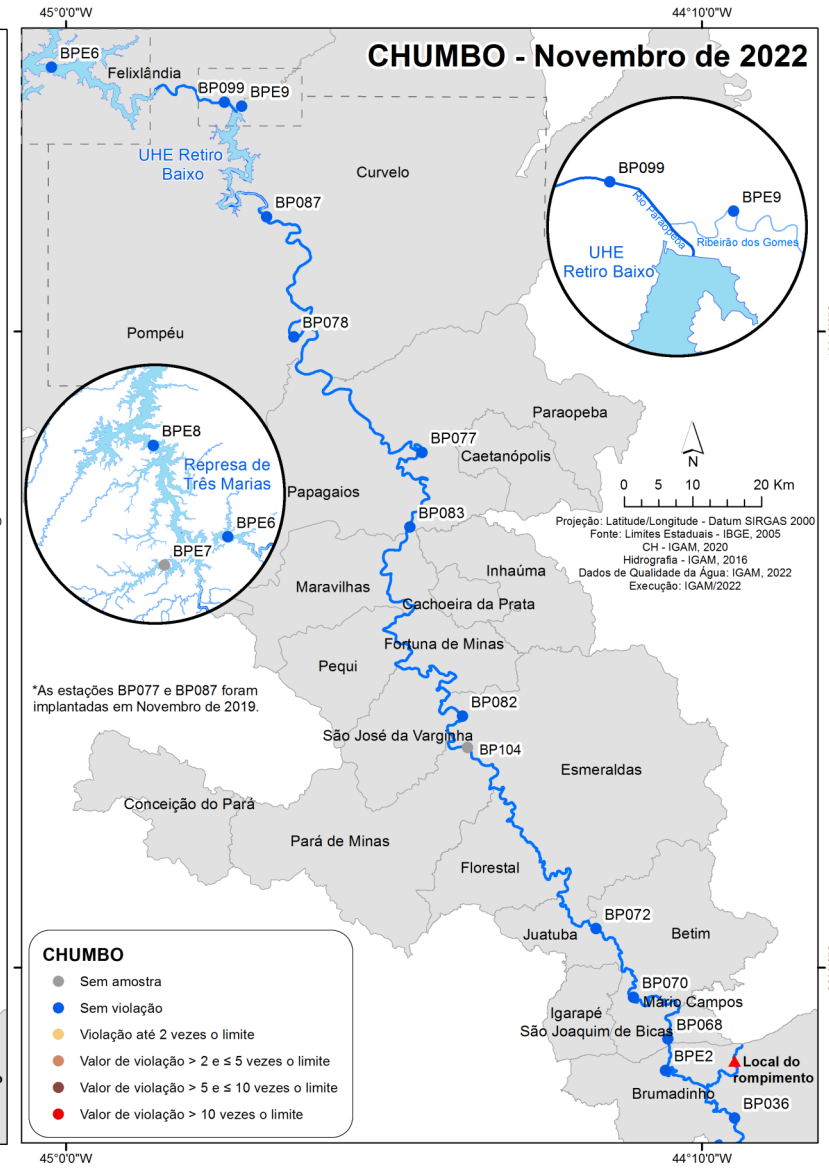 45°0'0"W
44°10'0"W
CHUMBO - Novembro de 2022
BPE6
Felixlândia
BP099
BPE9
UHE Retiro
Baixo
Curvelo
BP087
BP099
BPE9
Rio Paraopeba
Ribeirão dos Gomes
UHE
Retiro Baixo
BP078
Pompéu
BPE8
Represa de
Três Marias
BPE6
BPE7
Paraopeba
BP077
Caetanópolis
N
0 5 10 20 Km
Papagaios
BP083
Projeção: Latitude/Longitude - Datum SIRGAS 2000
Fonte: Limites Estaduais - IBGE, 2005
CH - IGAM, 2020
Hidrografia - IGAM, 2016
Dados de Qualidade da Água: IGAM, 2022
Execução: IGAM/2022
Inhaúma
Maravilhas
Cachoeira da Prata
Fortuna de Minas
Pequi
*As estações BP077 e BP087 foram
implantadas em Novembro de 2019.
BP082
São José da Varginha
BP104
Esmeraldas
Conceição do Pará
Pará de Minas
Florestal
BP072
Juatuba
Betim
BP070
Mário Campos
Igarapé
São Joaquim de Bicas
BP068
BPE2
Local do
rompimento
Brumadinho
BP036
CHUMBO
Sem amostra
Sem violação
Violação até 2 vezes o limite
Valor de violação > 2 e ≤ 5 vezes o limite
Valor de violação > 5 e ≤ 10 vezes o limite
Valor de violação > 10 vezes o limite
45°0'0"W
44°10'0"W